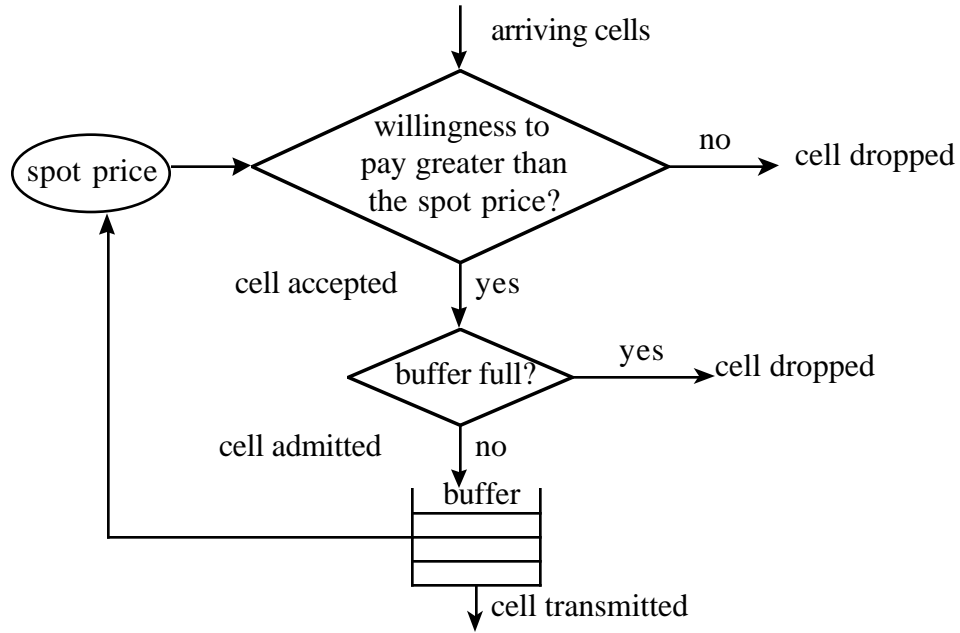 arriving cells
willingness to
pay greater than
the spot price?
no
cell dropped
spot price
cell accepted
yes
buffer full?
yes
cell dropped
cell admitted
no
buffer
cell transmitted